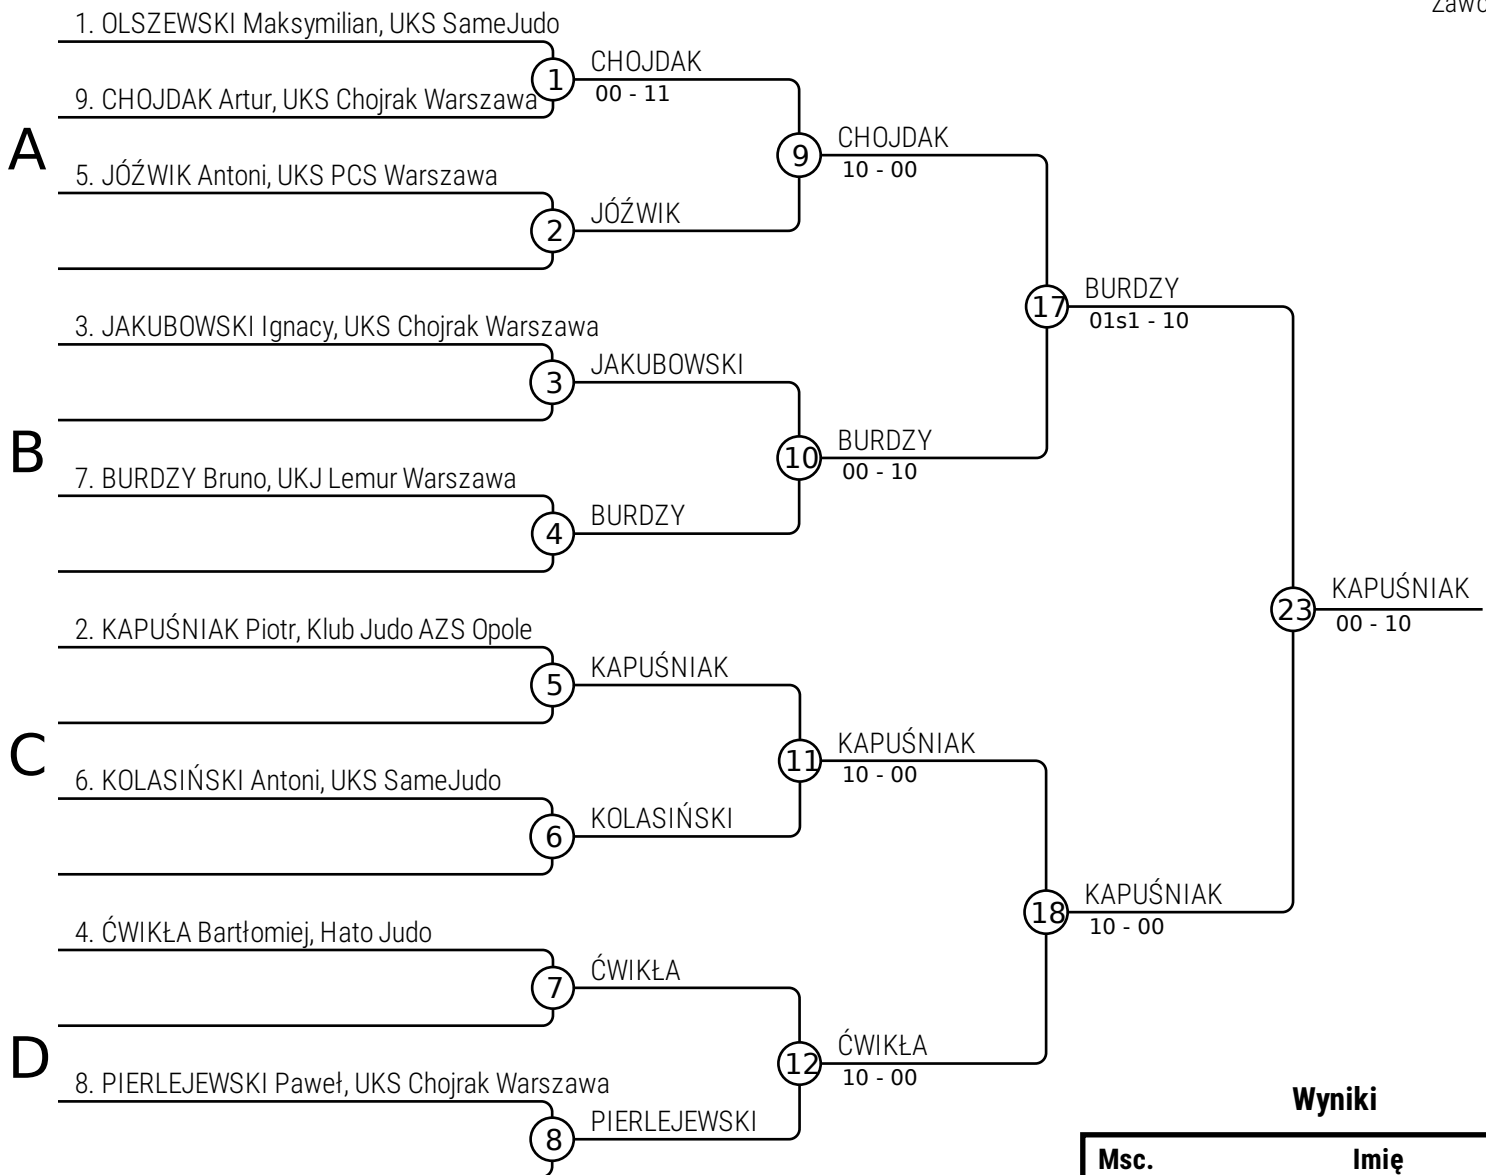 Zawo
1. OLSZEWSKI Maksymilian, UKS SameJudo
1
CHOJDAK
00 - 11
9. CHOJDAK Artur, UKS Chojrak Warszawa
A
9
CHOJDAK
10 - 00
5. JÓŹWIK Antoni, UKS PCS Warszawa
2
JÓŹWIK
17
BURDZY
01s1 - 10
3. JAKUBOWSKI Ignacy, UKS Chojrak Warszawa
3
JAKUBOWSKI
B
10
BURDZY
00 - 10
7. BURDZY Bruno, UKJ Lemur Warszawa
4
BURDZY
23
KAPUŚNIAK
00 - 10
2. KAPUŚNIAK Piotr, Klub Judo AZS Opole
5
KAPUŚNIAK
C
11
KAPUŚNIAK
10 - 00
6. KOLASIŃSKI Antoni, UKS SameJudo
6
KOLASIŃSKI
18
KAPUŚNIAK
10 - 00
4. ĆWIKŁA Bartłomiej, Hato Judo
7
ĆWIKŁA
D
12
ĆWIKŁA
10 - 00
8. PIERLEJEWSKI Paweł, UKS Chojrak Warszawa
8
PIERLEJEWSKI
Wyniki
Msc. Imię